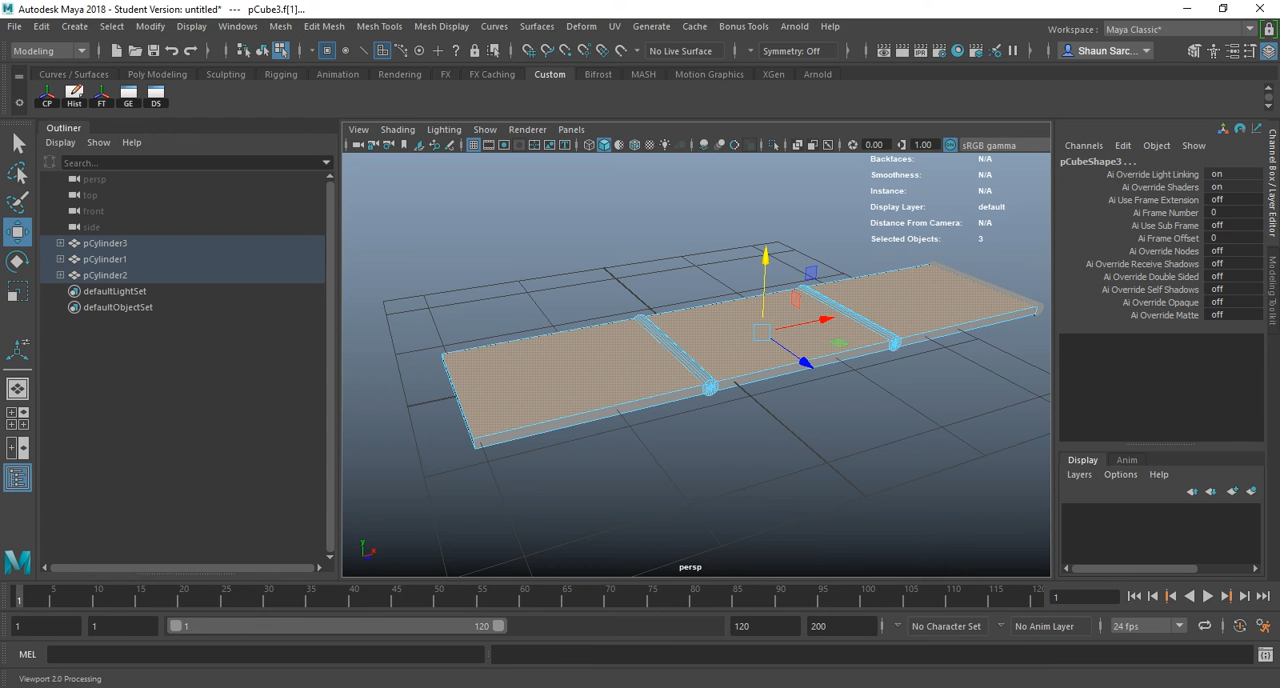 Autodesk Maya 2018 - Student Version: untitled*   ---   pCube3.f[1]...
File Edit Create Select Modify Display Windows Mesh Edit Mesh Mesh Tools Mesh Display Curves Surfaces Deform UV Generate Cache Bonus Tools Arnold Help
Workspace : Maya Classic*
Modeling No Live Surface Symmetry: Off Shaun Sarc...
Curves / Surfaces Poly Modeling Sculpting Rigging Animation Rendering FX FX Caching Custom Bifrost MASH Motion Graphics XGen Arnold
CP Hist FT GE DS
Outliner
Display Show Help
Search...
persp
top
front
side
pCylinder3
pCylinder1
pCylinder2
defaultLightSet
defaultObjectSet
View Shading Lighting Show Renderer Panels
0.00 1.00 sRGB gamma
Backfaces: N/A
Smoothness: N/A
Instance: N/A
Display Layer: default
Distance From Camera: N/A
Selected Objects: 3
y
x
persp
Channels Edit Object Show
pCubeShape3 . . .
Ai Override Light Linking on
Ai Override Shaders on
Ai Use Frame Extension off
Ai Frame Number 0
Ai Use Sub Frame off
Ai Frame Offset 0
Ai Override Nodes off
Ai Override Receive Shadows off
Ai Override Double Sided off
Ai Override Self Shadows off
Ai Override Opaque off
Ai Override Matte off
Display Anim
Layers Options Help
Channel Box / Layer Editor
Modeling Toolkit
1 5 10 15 20 25 30 35 40 45 50 55 60 65 70 75 80 85 90 95 100 105 110 115 120
1
1 1 1 120 120 200 No Character Set No Anim Layer 24 fps
MEL
Viewport 2.0 Processing